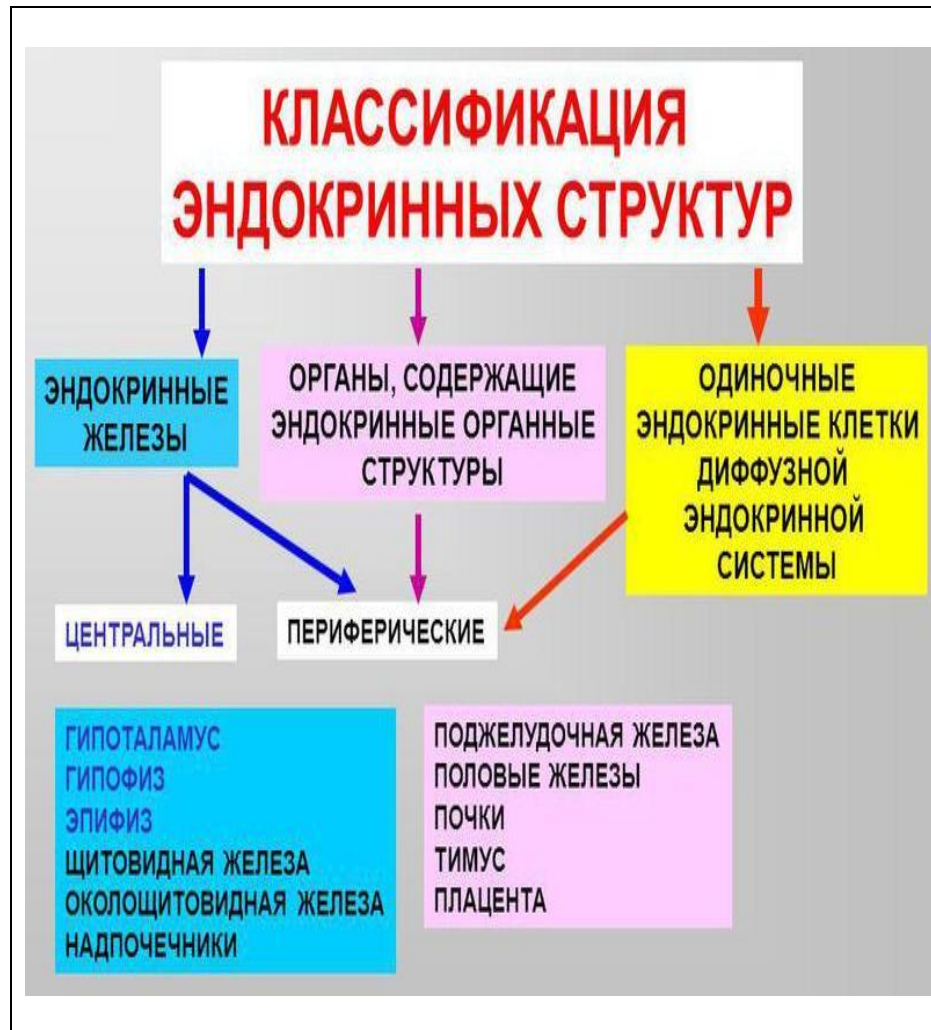 КЛАССИФИКАЦИЯ
ЭНДОКРИННЫХ СТРУКТУР
ЭНДОКРИННЫЕ
ЖЕЛЕЗЫ
ОРГАНЫ, СОДЕРЖАЩИЕ
ЭНДОКРИННЫЕ ОРГАННЫЕ
СТРУКТУРЫ
ОДИНОЧНЫЕ
ЭНДОКРИННЫЕ КЛЕТКИ
ДИФФУЗНОЙ
ЭНДОКРИННОЙ
СИСТЕМЫ
ЦЕНТРАЛЬНЫЕ
ПЕРИФЕРИЧЕСКИЕ
ГИПОТАЛАМУС
ГИПОФИЗ
ЭПИФИЗ
ЩИТОВИДНАЯ ЖЕЛЕЗА
ОКОЛОЩИТОВИДНАЯ ЖЕЛЕЗА
НАДПОЧЕЧНИКИ
ПОДЖЕЛУДОЧНАЯ ЖЕЛЕЗА
ПОЛОВЫЕ ЖЕЛЕЗЫ
ПОЧКИ
ТИМУС
ПЛАЦЕНТА